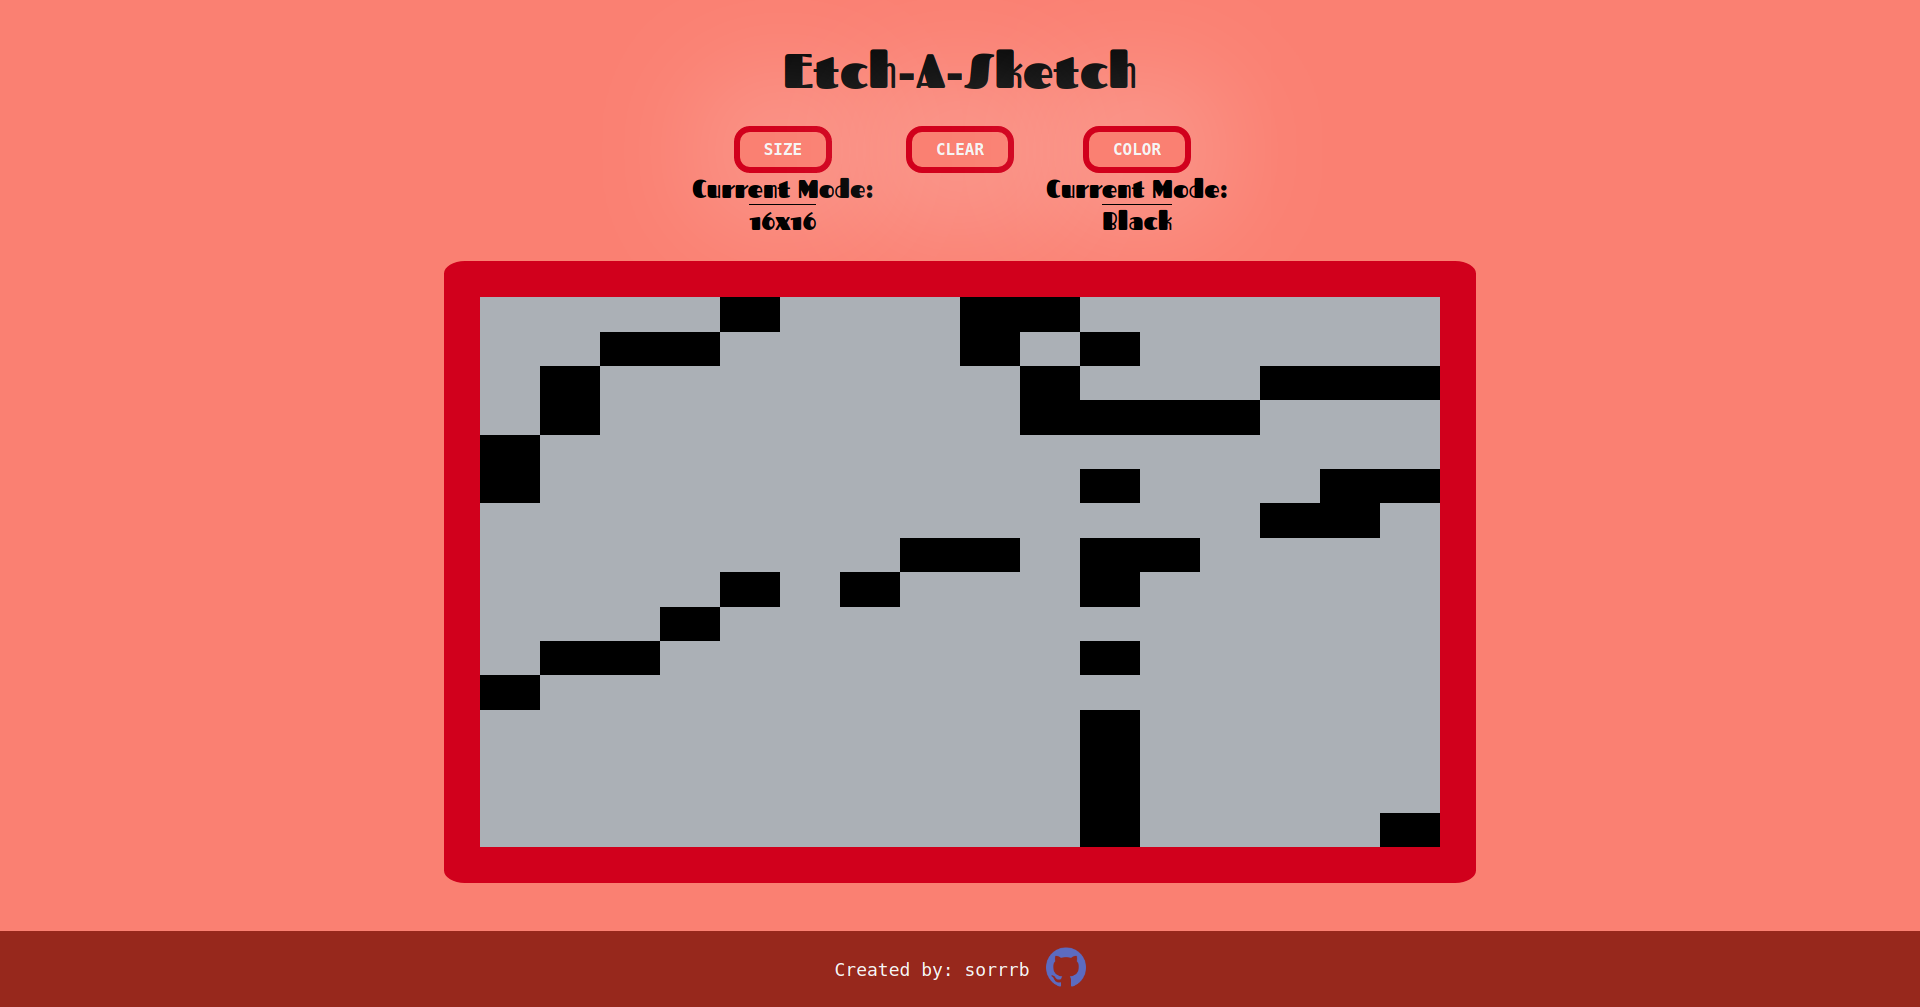 Etch-A-Sketch
SIZE CLEAR COLOR
Current Mode: Current Mode:
16x16 Black
Created by: sorrrb